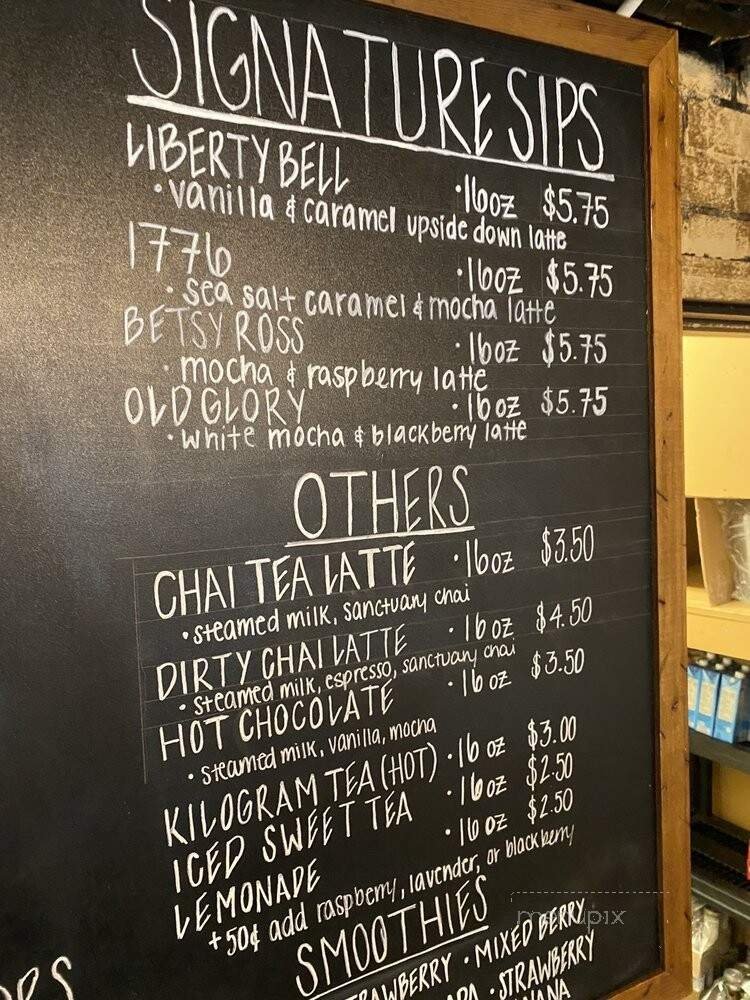 SIGNATURE SIPS
LIBERTY BELL ·16oz $5.75
·vanilla & caramel upside down latte
1776 ·16oz $5.75
·sea salt caramel & mocha latte
BETSY ROSS ·16oz $5.75
·mocha & raspberry latte
OLD GLORY ·16oz $5.75
·white mocha & blackberry latte
OTHERS
CHAI TEA LATTE ·16oz $3.50
·steamed milk, sanctuary chai
DIRTY CHAI LATTE ·16oz $4.50
·steamed milk, espresso, sanctuary chai
HOT CHOCOLATE ·16oz $3.50
·steamed milk, vanilla, mocha
KILOGRAM TEA (HOT) ·16oz $3.00
ICED SWEET TEA ·16oz $2.50
LEMONADE ·16oz $2.50
+50¢ add raspberry, lavender, or blackberry
SMOOTHIES
·MIXED BERRY
·STRAWBERRY
menupix